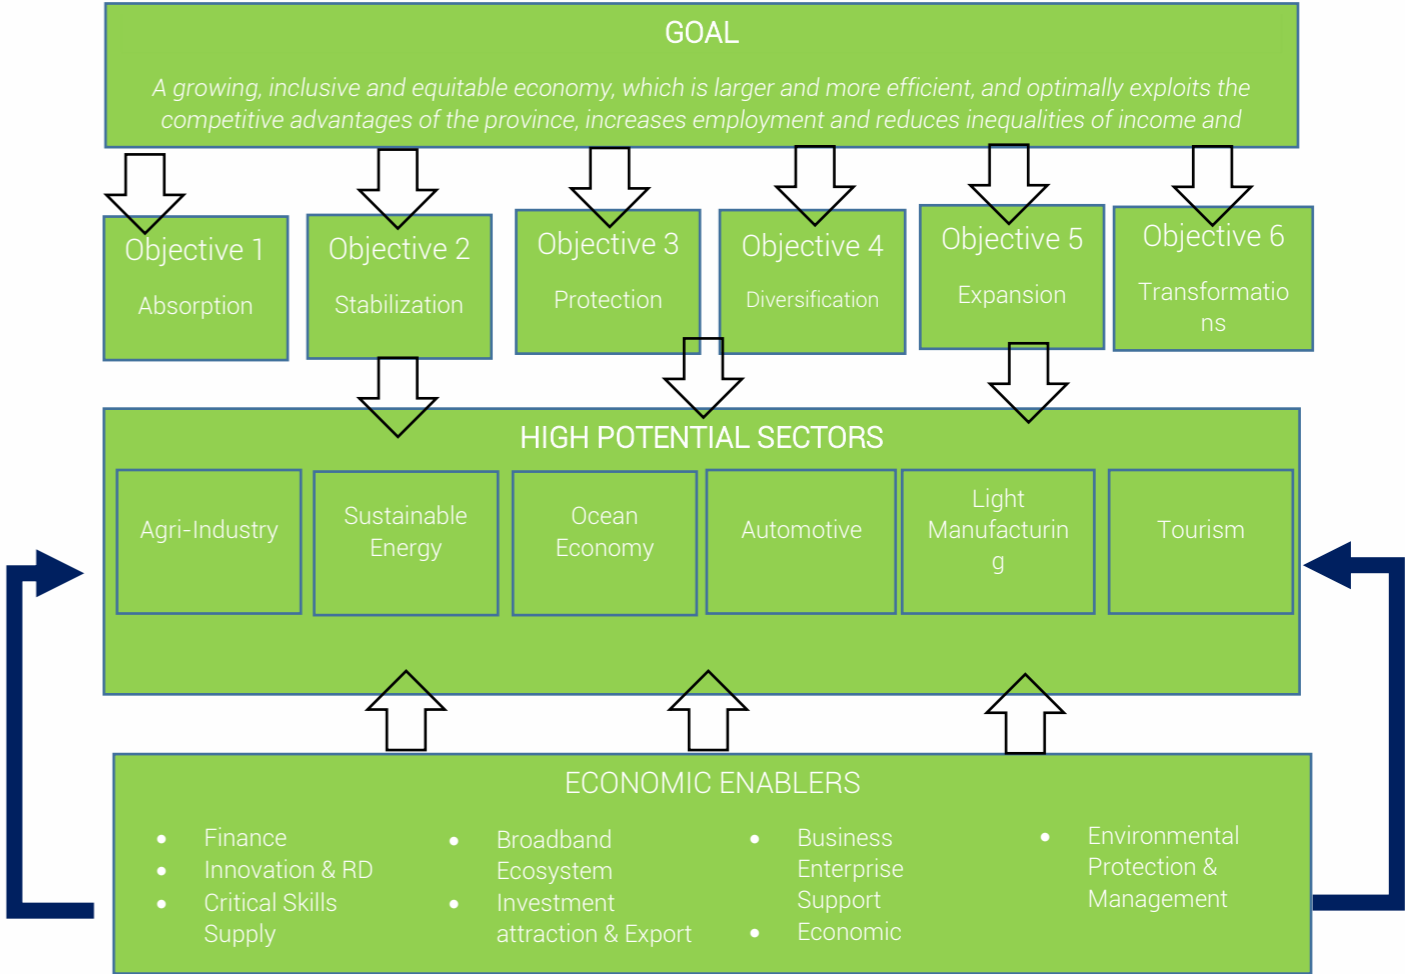 GOAL
A growing, inclusive and equitable economy, which is larger and more efficient, and optimally exploits the
competitive advantages of the province, increases employment and reduces inequalities of income and
Objective 1
Absorption
Objective 2
Stabilization
Objective 3
Protection
Objective 4
Diversification
Objective 5
Expansion
Objective 6
Transformatio
ns
HIGH POTENTIAL SECTORS
Agri-Industry
Sustainable
Energy
Ocean
Economy
Automotive
Light
Manufacturin
g
Tourism
ECONOMIC ENABLERS
• Finance
• Innovation & RD
• Critical Skills
Supply
• Broadband
Ecosystem
• Investment
attraction & Export
• Business
Enterprise
Support
• Economic
• Environmental
Protection &
Management